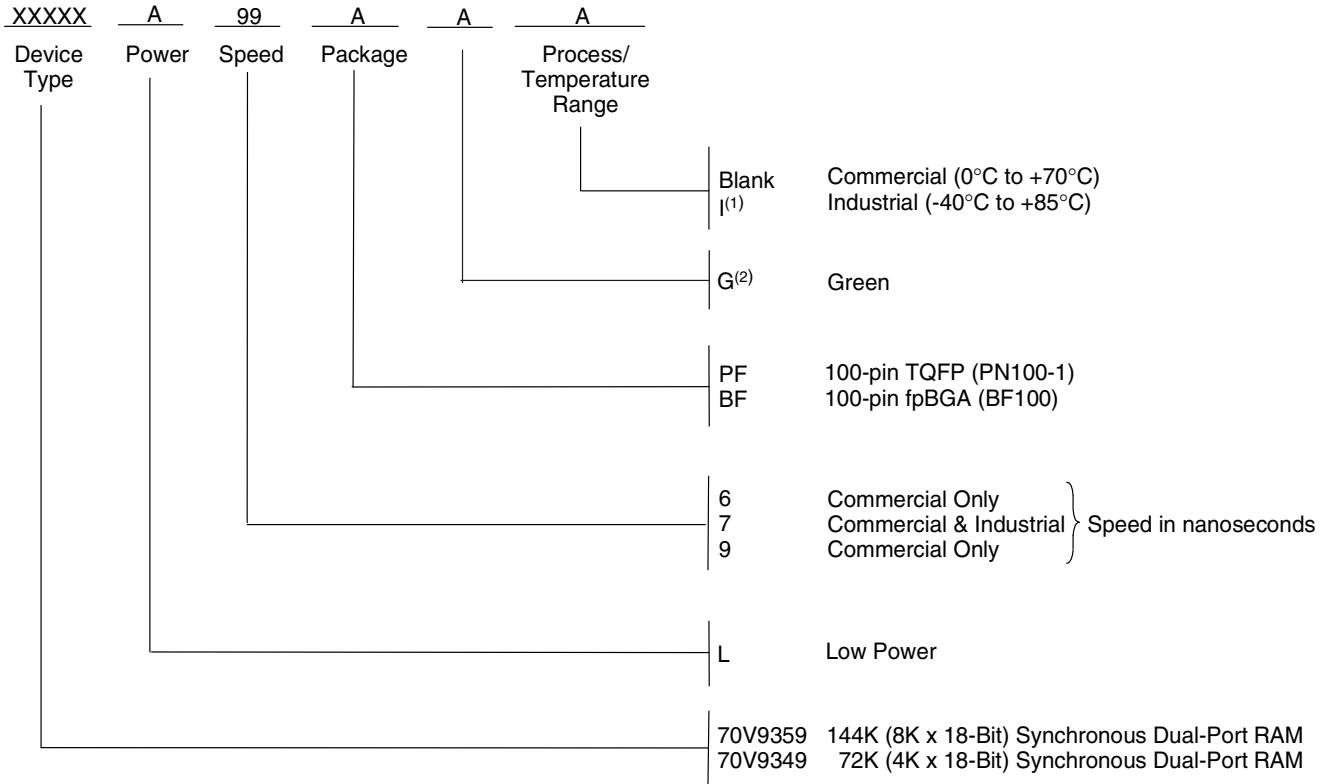 XXXXX A 99 A A A
Device Type Power Speed Package Process/ Temperature Range
Blank Commercial (0°C to +70°C)
I(1) Industrial (-40°C to +85°C)
G(2) Green
PF 100-pin TQFP (PN100-1)
BF 100-pin fpBGA (BF100)
6 Commercial Only
7 Commercial & Industrial Speed in nanoseconds
9 Commercial Only
L Low Power
70V9359 144K (8K x 18-Bit) Synchronous Dual-Port RAM
70V9349 72K (4K x 18-Bit) Synchronous Dual-Port RAM